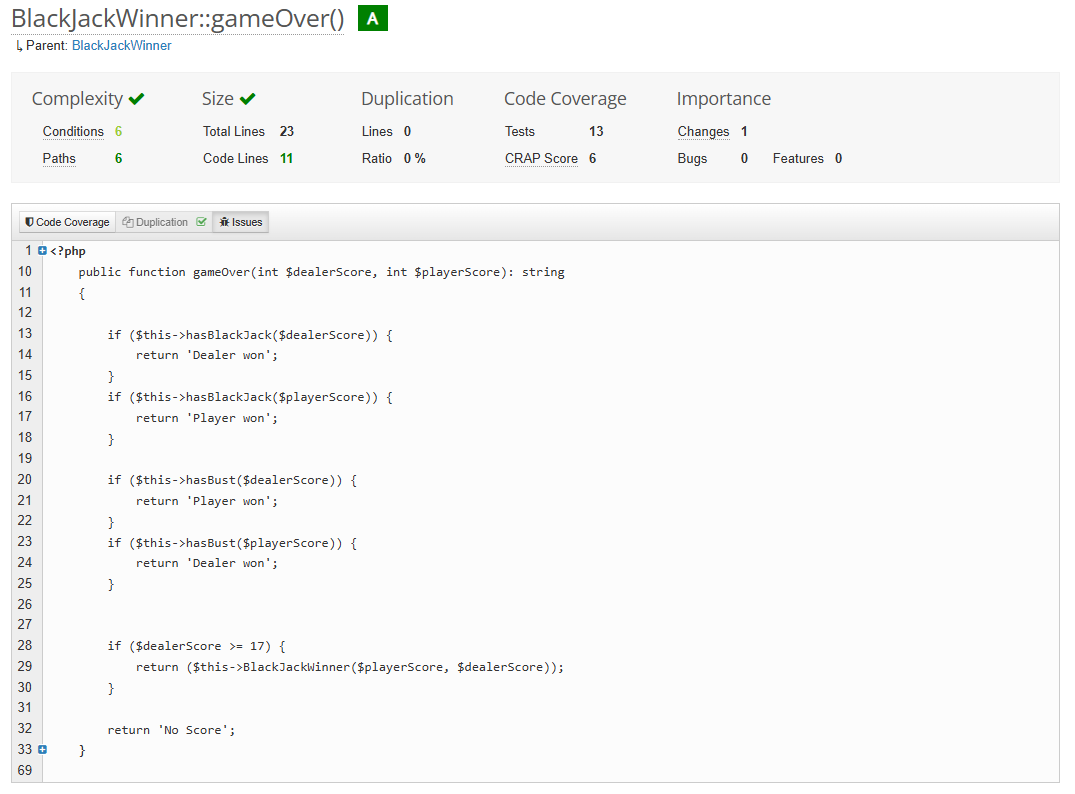 BlackJackWinner::gameOver() A
Parent: BlackJackWinner
Complexity Size Duplication Code Coverage Importance
Conditions 6 Total Lines 23 Lines 0 Tests 13 Changes 1
Paths 6 Code Lines 11 Ratio 0 % CRAP Score 6 Bugs 0 Features 0
Code Coverage Duplication Issues
1 <?php
10 public function gameOver(int $dealerScore, int $playerScore): string
11 {
12
13 if ($this->hasBlackJack($dealerScore)) {
14 return 'Dealer won';
15 }
16 if ($this->hasBlackJack($playerScore)) {
17 return 'Player won';
18 }
19
20 if ($this->hasBust($dealerScore)) {
21 return 'Player won';
22 }
23 if ($this->hasBust($playerScore)) {
24 return 'Dealer won';
25 }
26
27
28 if ($dealerScore >= 17) {
29 return ($this->BlackJackWinner($playerScore, $dealerScore));
30 }
31
32 return 'No Score';
33 }
69